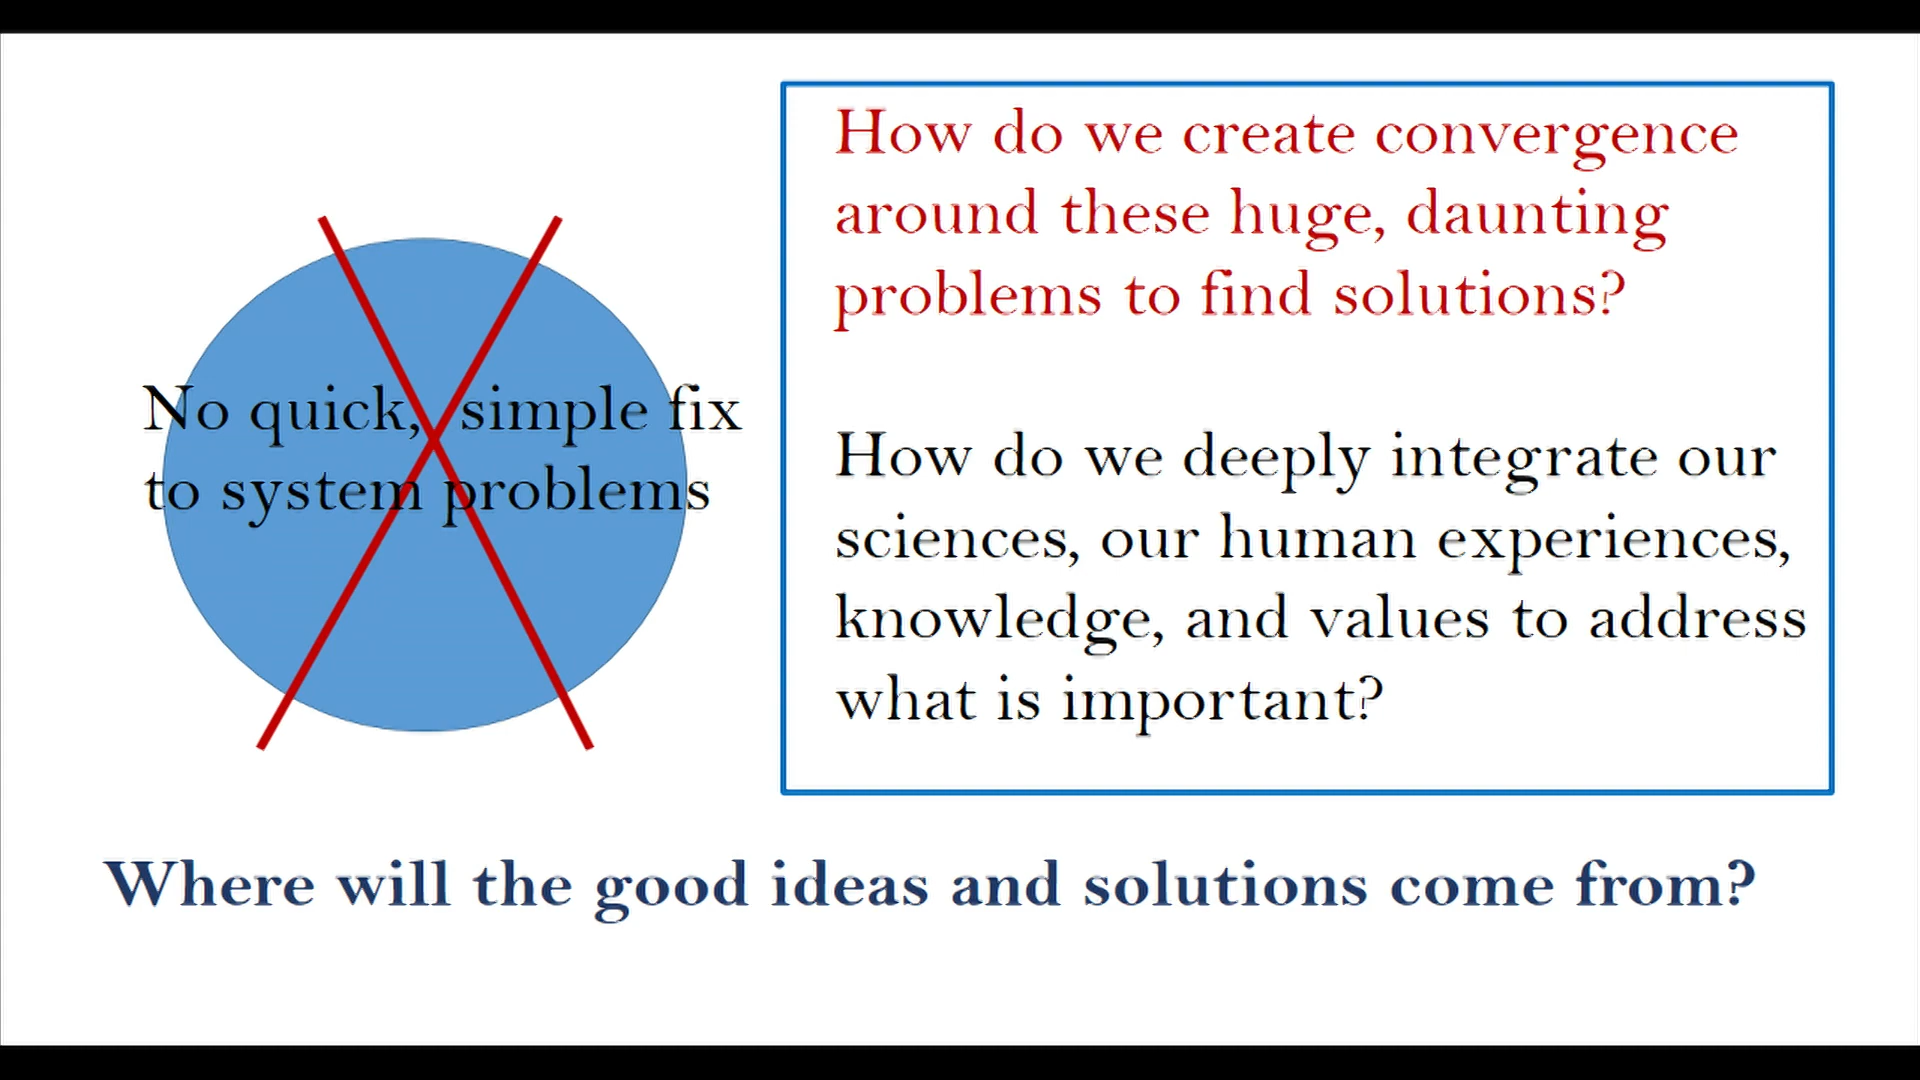 No quick, simple fix
to system problems
How do we create convergence
around these huge, daunting
problems to find solutions?
How do we deeply integrate our
sciences, our human experiences,
knowledge, and values to address
what is important?
Where will the good ideas and solutions come from?